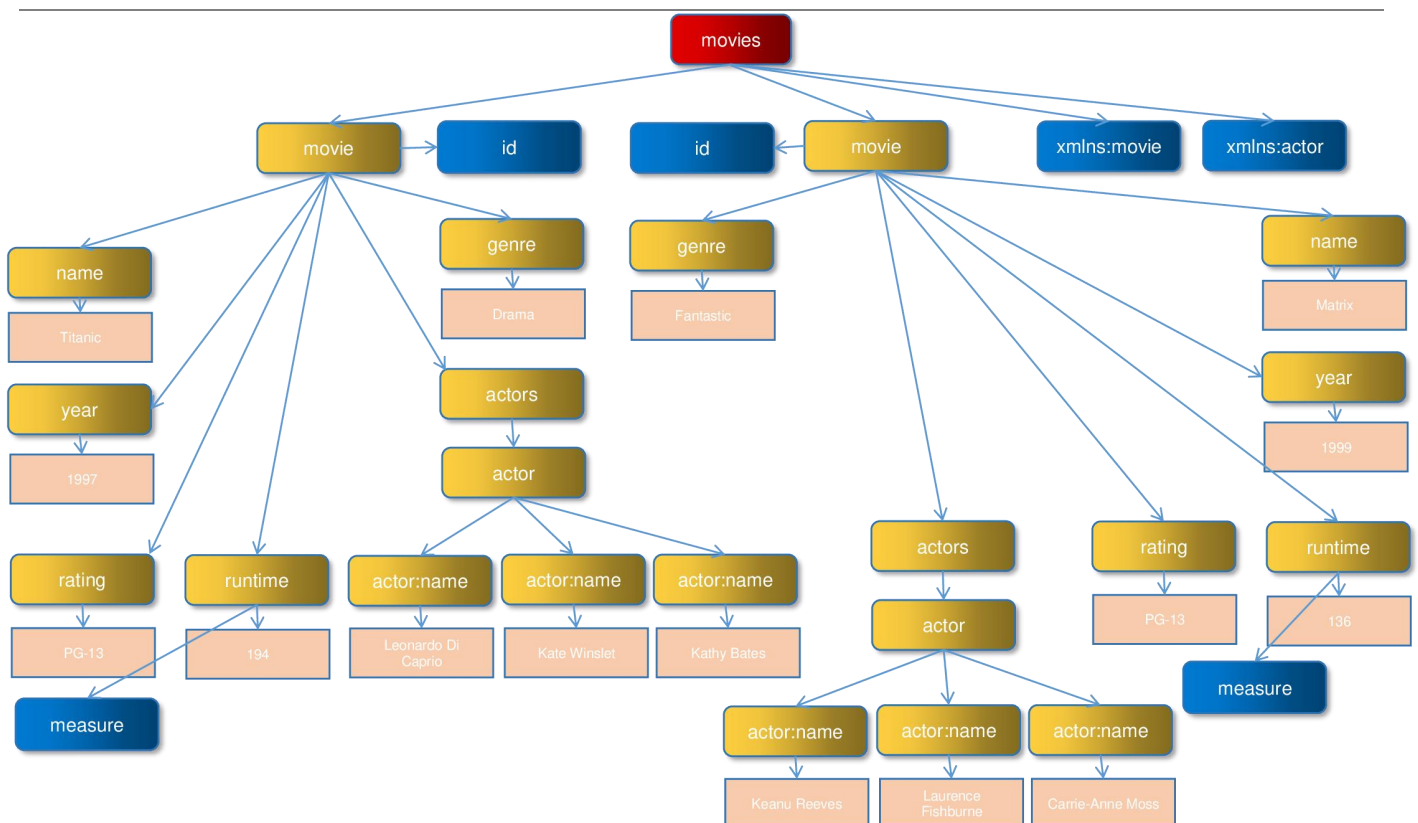 movies
movie
id
id
movie
xmlns:movie
xmlns:actor
name
genre
genre
name
Titanic
Drama
Fantastic
Matrix
year
actors
year
1997
actor
1999
rating
runtime
actor:name
actor:name
actor:name
actors
rating
runtime
PG-13
194
Leonardo Di
Caprio
Kate Winslet
Kathy Bates
actor
PG-13
136
measure
measure
actor:name
actor:name
actor:name
Keanu Reeves
Laurence
Fishburne
Carrie-Anne Moss